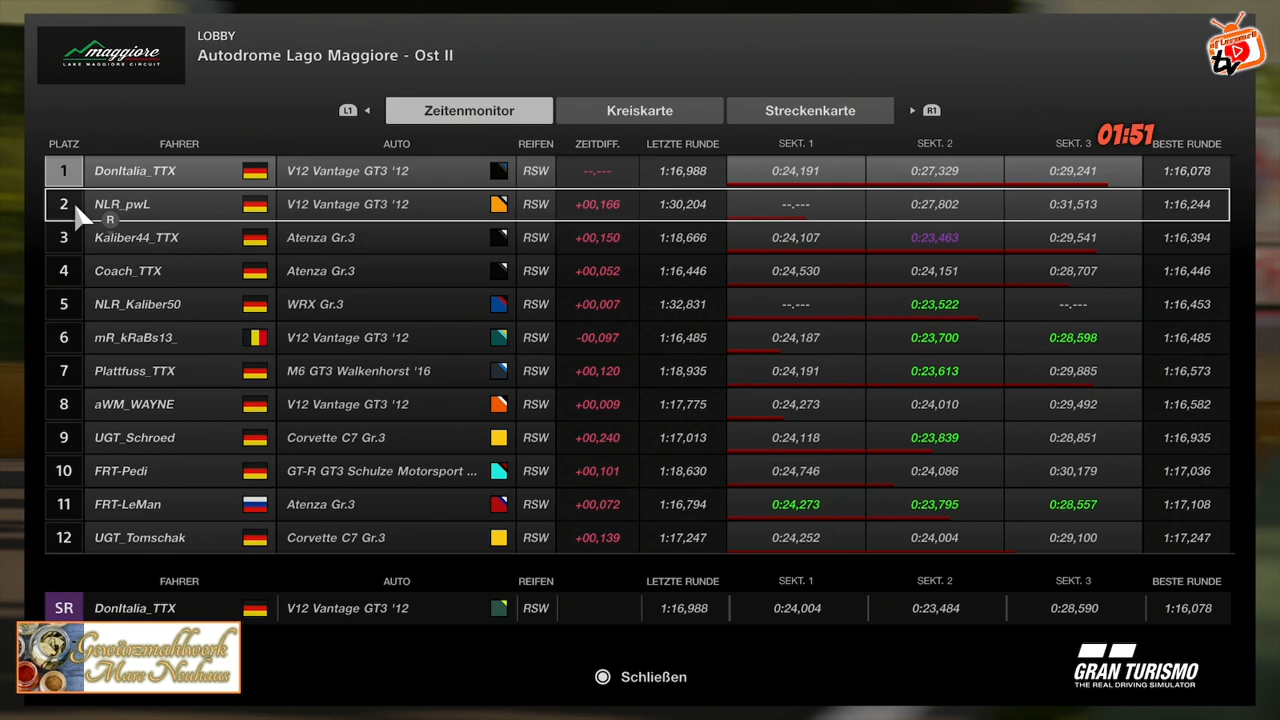 LOBBY
Autodrome Lago Maggiore - Ost II
maggiore
LAKE MAGGIORE CIRCUIT
tv
L1 Zeitenmonitor Kreiskarte Streckenkarte R1
01:51
PLATZ FAHRER AUTO REIFEN ZEITDIFF. LETZTE RUNDE SEKT. 1 SEKT. 2 SEKT. 3 BESTE RUNDE
1 DonItalia_TTX V12 Vantage GT3 '12 RSW --.--- 1:16,988 0:24,191 0:27,329 0:29,241 1:16,078
2 NLR_pwL V12 Vantage GT3 '12 RSW +00,166 1:30,204 --.--- 0:27,802 0:31,513 1:16,244
R
3 Kaliber44_TTX Atenza Gr.3 RSW +00,150 1:18,666 0:24,107 0:23,463 0:29,541 1:16,394
4 Coach_TTX Atenza Gr.3 RSW +00,052 1:16,446 0:24,530 0:24,151 0:28,707 1:16,446
5 NLR_Kaliber50 WRX Gr.3 RSW +00,007 1:32,831 --.--- 0:23,522 --.--- 1:16,453
6 mR_kRaBs13_ V12 Vantage GT3 '12 RSW -00,097 1:16,485 0:24,187 0:23,700 0:28,598 1:16,485
7 Plattfuss_TTX M6 GT3 Walkenhorst '16 RSW +00,120 1:18,935 0:24,191 0:23,613 0:29,885 1:16,573
8 aWM_WAYNE V12 Vantage GT3 '12 RSW +00,009 1:17,775 0:24,273 0:24,010 0:29,492 1:16,582
9 UGT_Schroed Corvette C7 Gr.3 RSW +00,240 1:17,013 0:24,118 0:23,839 0:28,851 1:16,935
10 FRT-Pedi GT-R GT3 Schulze Motorsport ... RSW +00,101 1:18,630 0:24,746 0:24,086 0:30,179 1:17,036
11 FRT-LeMan Atenza Gr.3 RSW +00,072 1:16,794 0:24,273 0:23,795 0:28,557 1:17,108
12 UGT_Tomschak Corvette C7 Gr.3 RSW +00,139 1:17,247 0:24,252 0:24,004 0:29,100 1:17,247
FAHRER AUTO REIFEN LETZTE RUNDE SEKT. 1 SEKT. 2 SEKT. 3 BESTE RUNDE
SR DonItalia_TTX V12 Vantage GT3 '12 RSW 1:16,988 0:24,004 0:23,484 0:28,590 1:16,078
Gewürzmahlwerk
Marc Neuhaus
Schließen
GRAN TURISMO
THE REAL DRIVING SIMULATOR